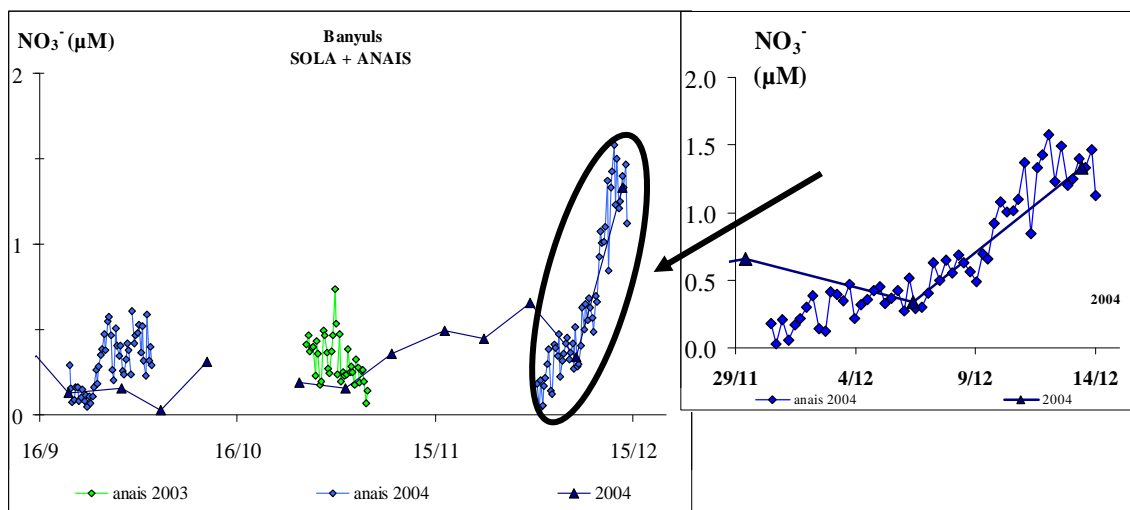 NO₃⁻ (µM)
Banyuls
SOLA + ANAIS
2
1
0
16/9
16/10
15/11
15/12
anais 2003
anais 2004
2004
NO₃⁻
(µM)
2.0
1.5
1.0
0.5
0.0
2004
29/11
4/12
9/12
14/12
anais 2004
2004